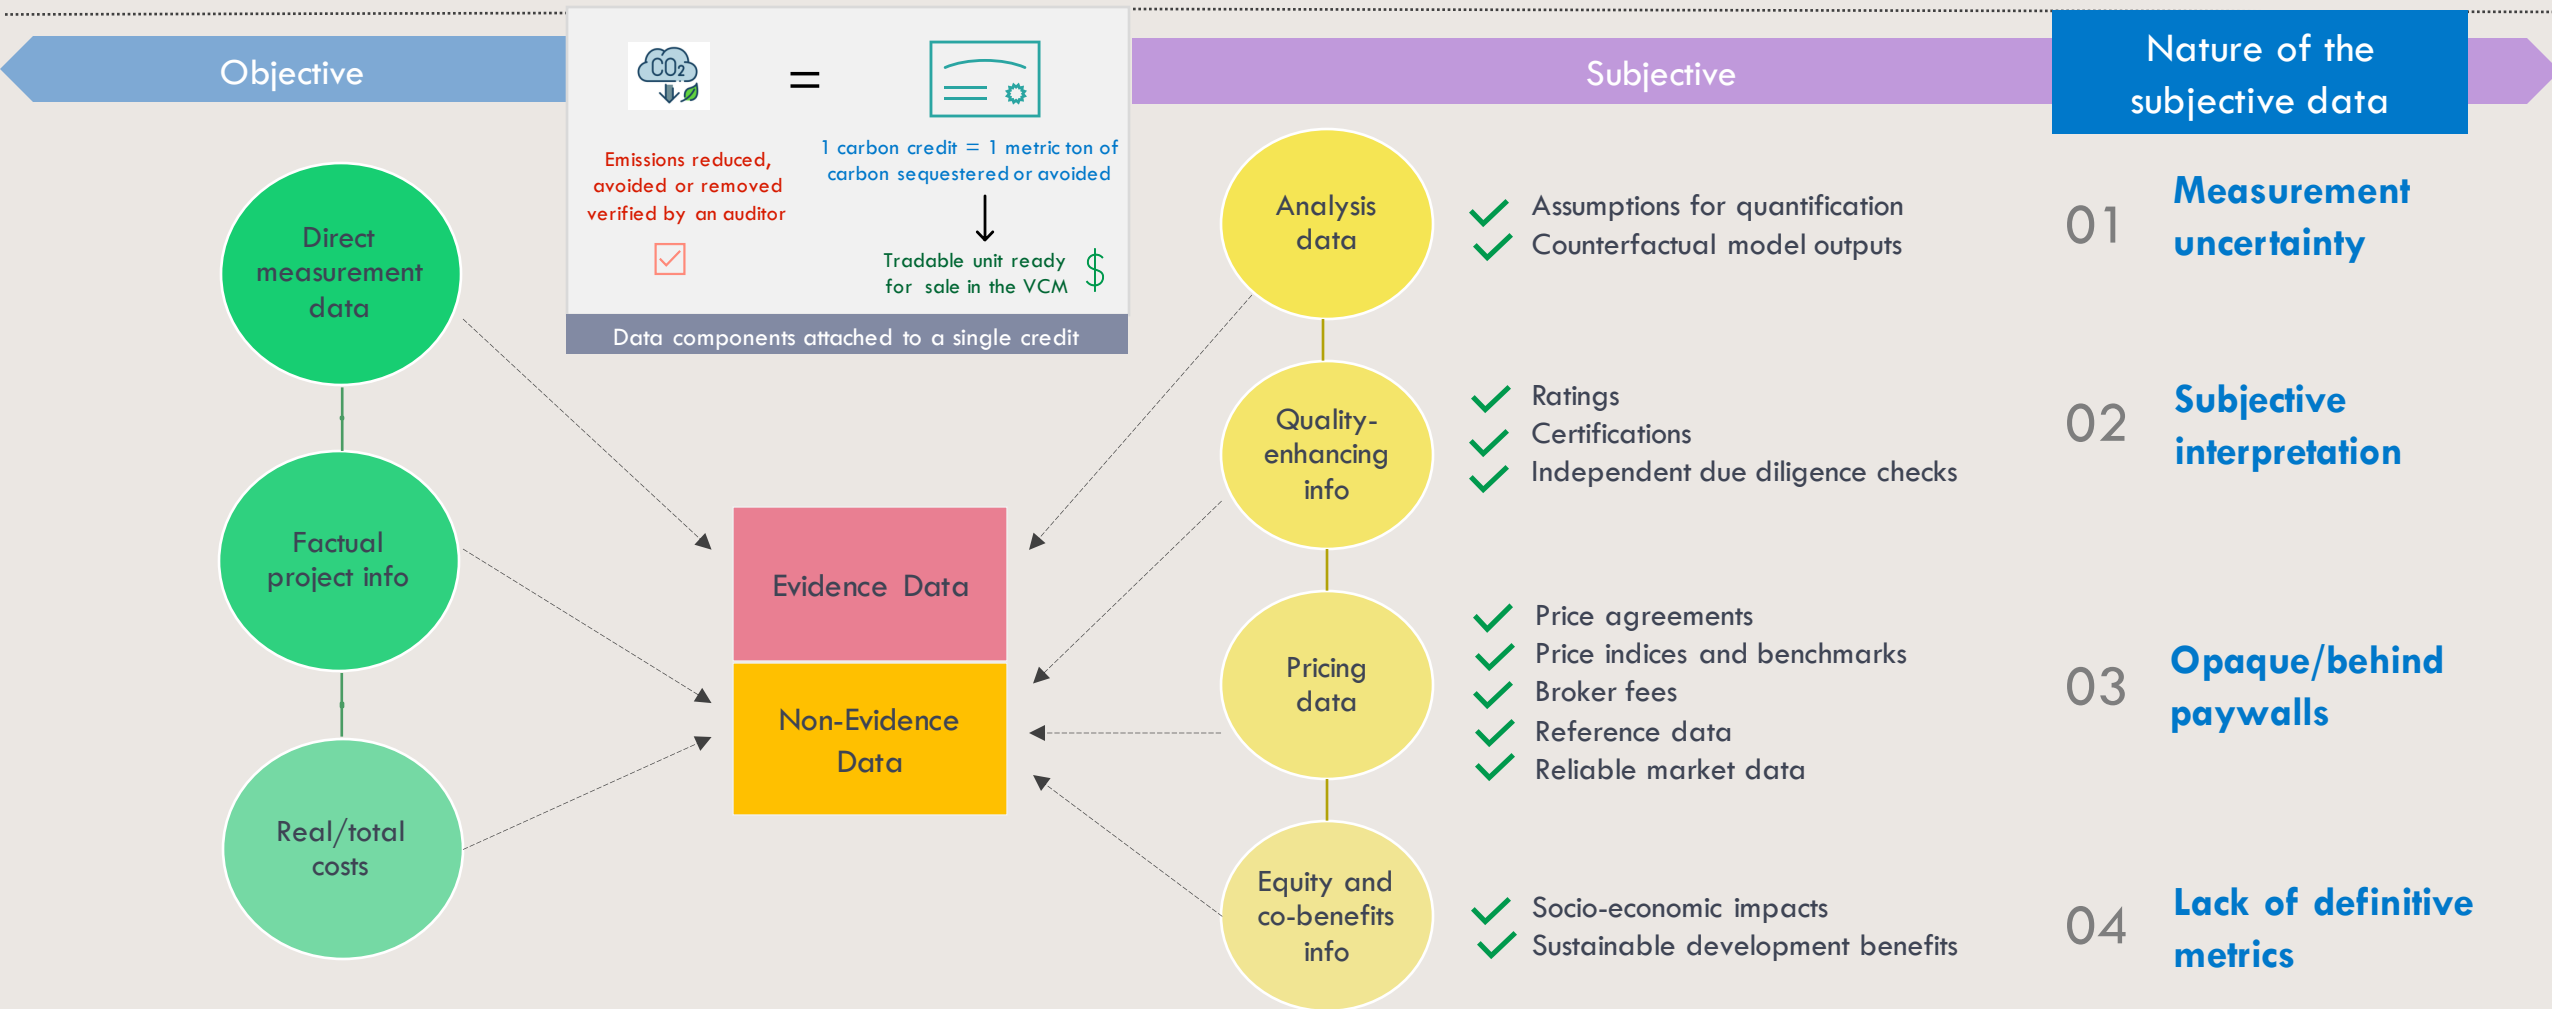 Objective
CO2
=
Emissions reduced,
avoided or removed
verified by an auditor
1 carbon credit = 1 metric ton of
carbon sequestered or avoided
Tradable unit ready
for sale in the VCM
$
Data components attached to a single credit
Subjective
Nature of the
subjective data
Direct
measurement
data
Factual
project info
Real/total
costs
Evidence Data
Non-Evidence
Data
Analysis
data
Assumptions for quantification
Counterfactual model outputs
01
Measurement
uncertainty
Quality-
enhancing
info
Ratings
Certifications
Independent due diligence checks
02
Subjective
interpretation
Pricing
data
Price agreements
Price indices and benchmarks
Broker fees
Reference data
Reliable market data
03
Opaque/behind
paywalls
Equity and
co-benefits
info
Socio-economic impacts
Sustainable development benefits
04
Lack of definitive
metrics